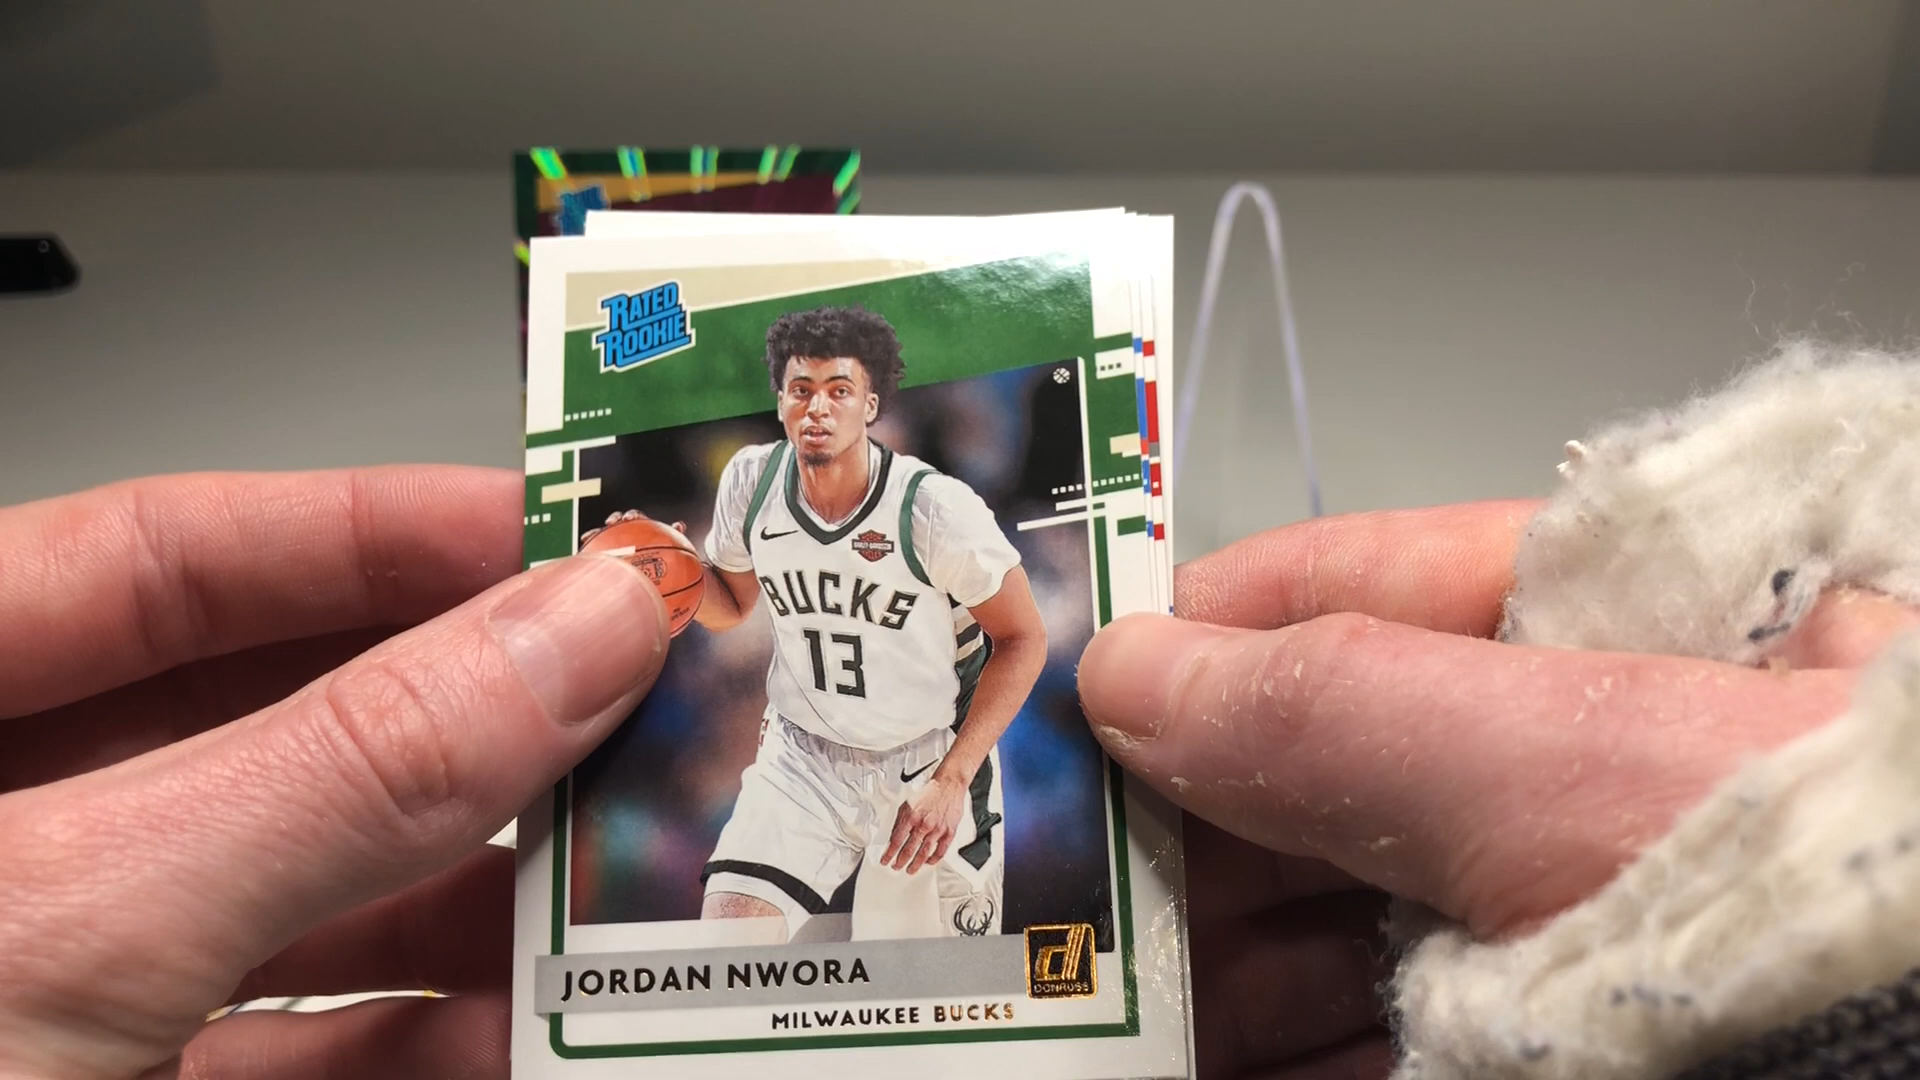 RATED
ROOKIE
BUCKS
13
JORDAN NWORA
DONRUSS
MILWAUKEE BUCKS